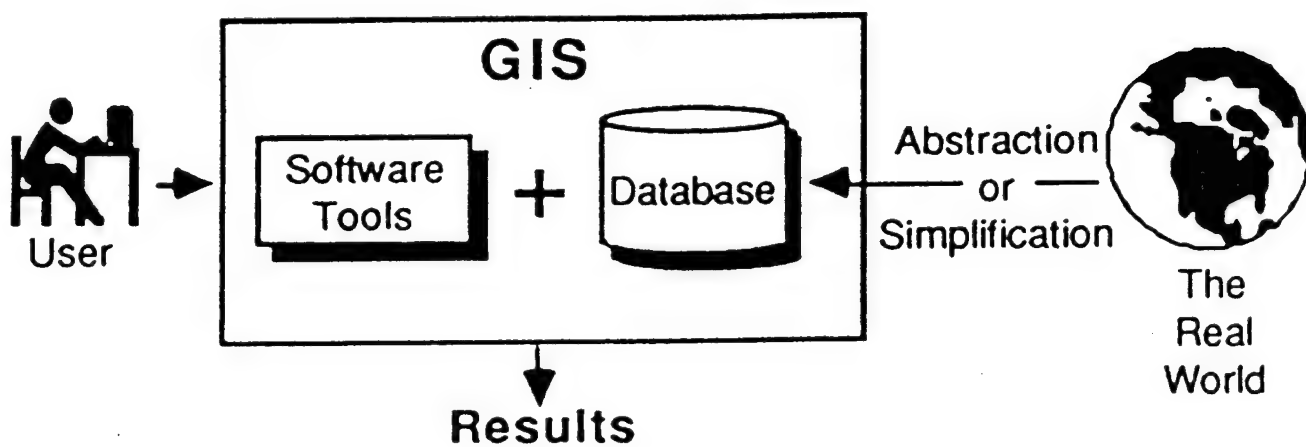 GIS
User
Software
Tools
+
Database
Abstraction
or
Simplification
The
Real
World
Results